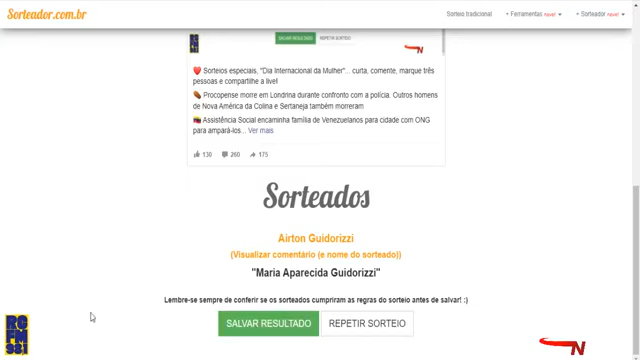 Sorteador.com.br
Sorteio tradicional
+ Ferramentas novo!
+ Sorteador novo!
SALVAR RESULTADO
REPETIR SORTEIO
N
❤️ Sorteios especiais, "Dia Internacional da Mulher"... curta, comente, marque três
pessoas e compartilhe a live!
Procopense morre em Londrina durante confronto com a polícia. Outros homens
de Nova América da Colina e Sertaneja também morreram
Assistência Social encaminha família de Venezuelanos para cidade com ONG
para ampará-los... Ver mais
130 260 175
Sorteados
Airton Guidorizzi
(Visualizar comentário (e nome do sorteado))
"Maria Aparecida Guidorizzi"
Lembre-se sempre de conferir se os sorteados cumpriram as regras do sorteio antes de salvar! :)
SALVAR RESULTADO
REPETIR SORTEIO
N